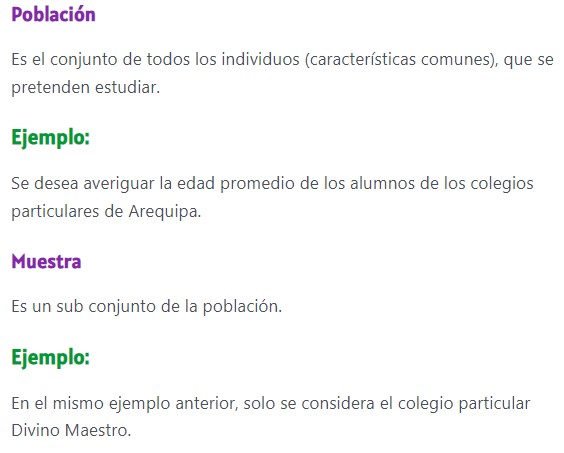 Población
Es el conjunto de todos los individuos (características comunes), que se
pretenden estudiar.
Ejemplo:
Se desea averiguar la edad promedio de los alumnos de los colegios
particulares de Arequipa.
Muestra
Es un sub conjunto de la población.
Ejemplo:
En el mismo ejemplo anterior, solo se considera el colegio particular
Divino Maestro.